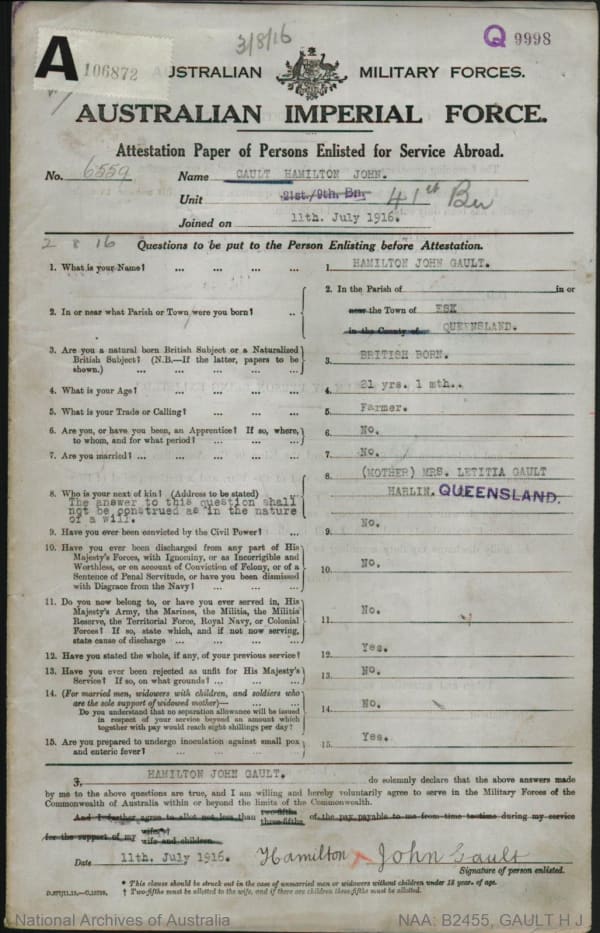 3/8/16
Q 9998
A 106872
AUSTRALIAN MILITARY FORCES.
AUSTRALIAN IMPERIAL FORCE.
Attestation Paper of Persons Enlisted for Service Abroad.
No. 6559 Name GAULT HAMILTON JOHN.
Unit 21st./9th. Bn. 41st Bn
Joined on 11th. July 1916.
2 8 16 Questions to be put to the Person Enlisting before Attestation.
1. What is your Name? ... ... ... ... 1. HAMILTON JOHN GAULT.
2. In or near what Parish or Town were you born? .. 2. In the Parish of in or
near the Town of ESK
in the County of QUEENSLAND.
3. Are you a natural born British Subject or a Naturalized
British Subject? (N.B.—If the latter, papers to be
shown.) ... ... ... ... ... 3. BRITISH BORN.
4. What is your Age? ... ... ... ... 4. 21 yrs. 1 mth..
5. What is your Trade or Calling? ... ... ... 5. Farmer.
6. Are you, or have you been, an Apprentice? If so, where,
to whom, and for what period? ... ... ... 6. No.
7. Are you married? ... ... ... ... ... 7. No.
8. (MOTHER) MRS. LETITIA GAULT
8. Who is your next of kin? (Address to be stated) HARLIN. QUEENSLAND.
The answer to this question shall
not be construed as in the nature
of a will.
9. Have you ever been convicted by the Civil Power? ... 9. No.
10. Have you ever been discharged from any part of His
Majesty's Forces, with Ignominy, or as Incorrigible and
Worthless, or on account of Conviction of Felony, or of a
Sentence of Penal Servitude, or have you been dismissed
with Disgrace from the Navy? ... ... ... 10. No.
11. Do you now belong to, or have you ever served in, His
Majesty's Army, the Marines, the Militia, the Militia
Reserve, the Territorial Force, Royal Navy, or Colonial
Forces? If so, state which, and if not now serving,
state cause of discharge ... ... ... ... 11. No.
12. Have you stated the whole, if any, of your previous service? 12. Yes.
13. Have you ever been rejected as unfit for His Majesty's
Service? If so, on what grounds? ... ... ... 13. No.
14. (For married men, widowers with children, and soldiers who
are the sole support of widowed mother)— ... ...
Do you understand that no separation allowance will be issued
in respect of your service beyond an amount which
together with pay would reach eight shillings per day? 14. No.
15. Are you prepared to undergo inoculation against small pox
and enteric fever? ... ... ... ... 15. Yes.
I, HAMILTON JOHN GAULT. do solemnly declare that the above answers made
by me to the above questions are true, and I am willing and hereby voluntarily agree to serve in the Military Forces of the
Commonwealth of Australia within or beyond the limits of the Commonwealth.
And I further agree to allot not less than two-fifths three-fifths of the pay payable to me from time to time during my service
for the support of my wife,† wife and children.
Date 11th. July 1916. Hamilton John Gault
Signature of person enlisted.
* This clause should be struck out in the case of unmarried men or widowers without children under 18 years of age.
† Two-fifths must be allotted to the wife, and if there are children three-fifths must be allotted.
National Archives of Australia NAA: B2455, GAULT H J